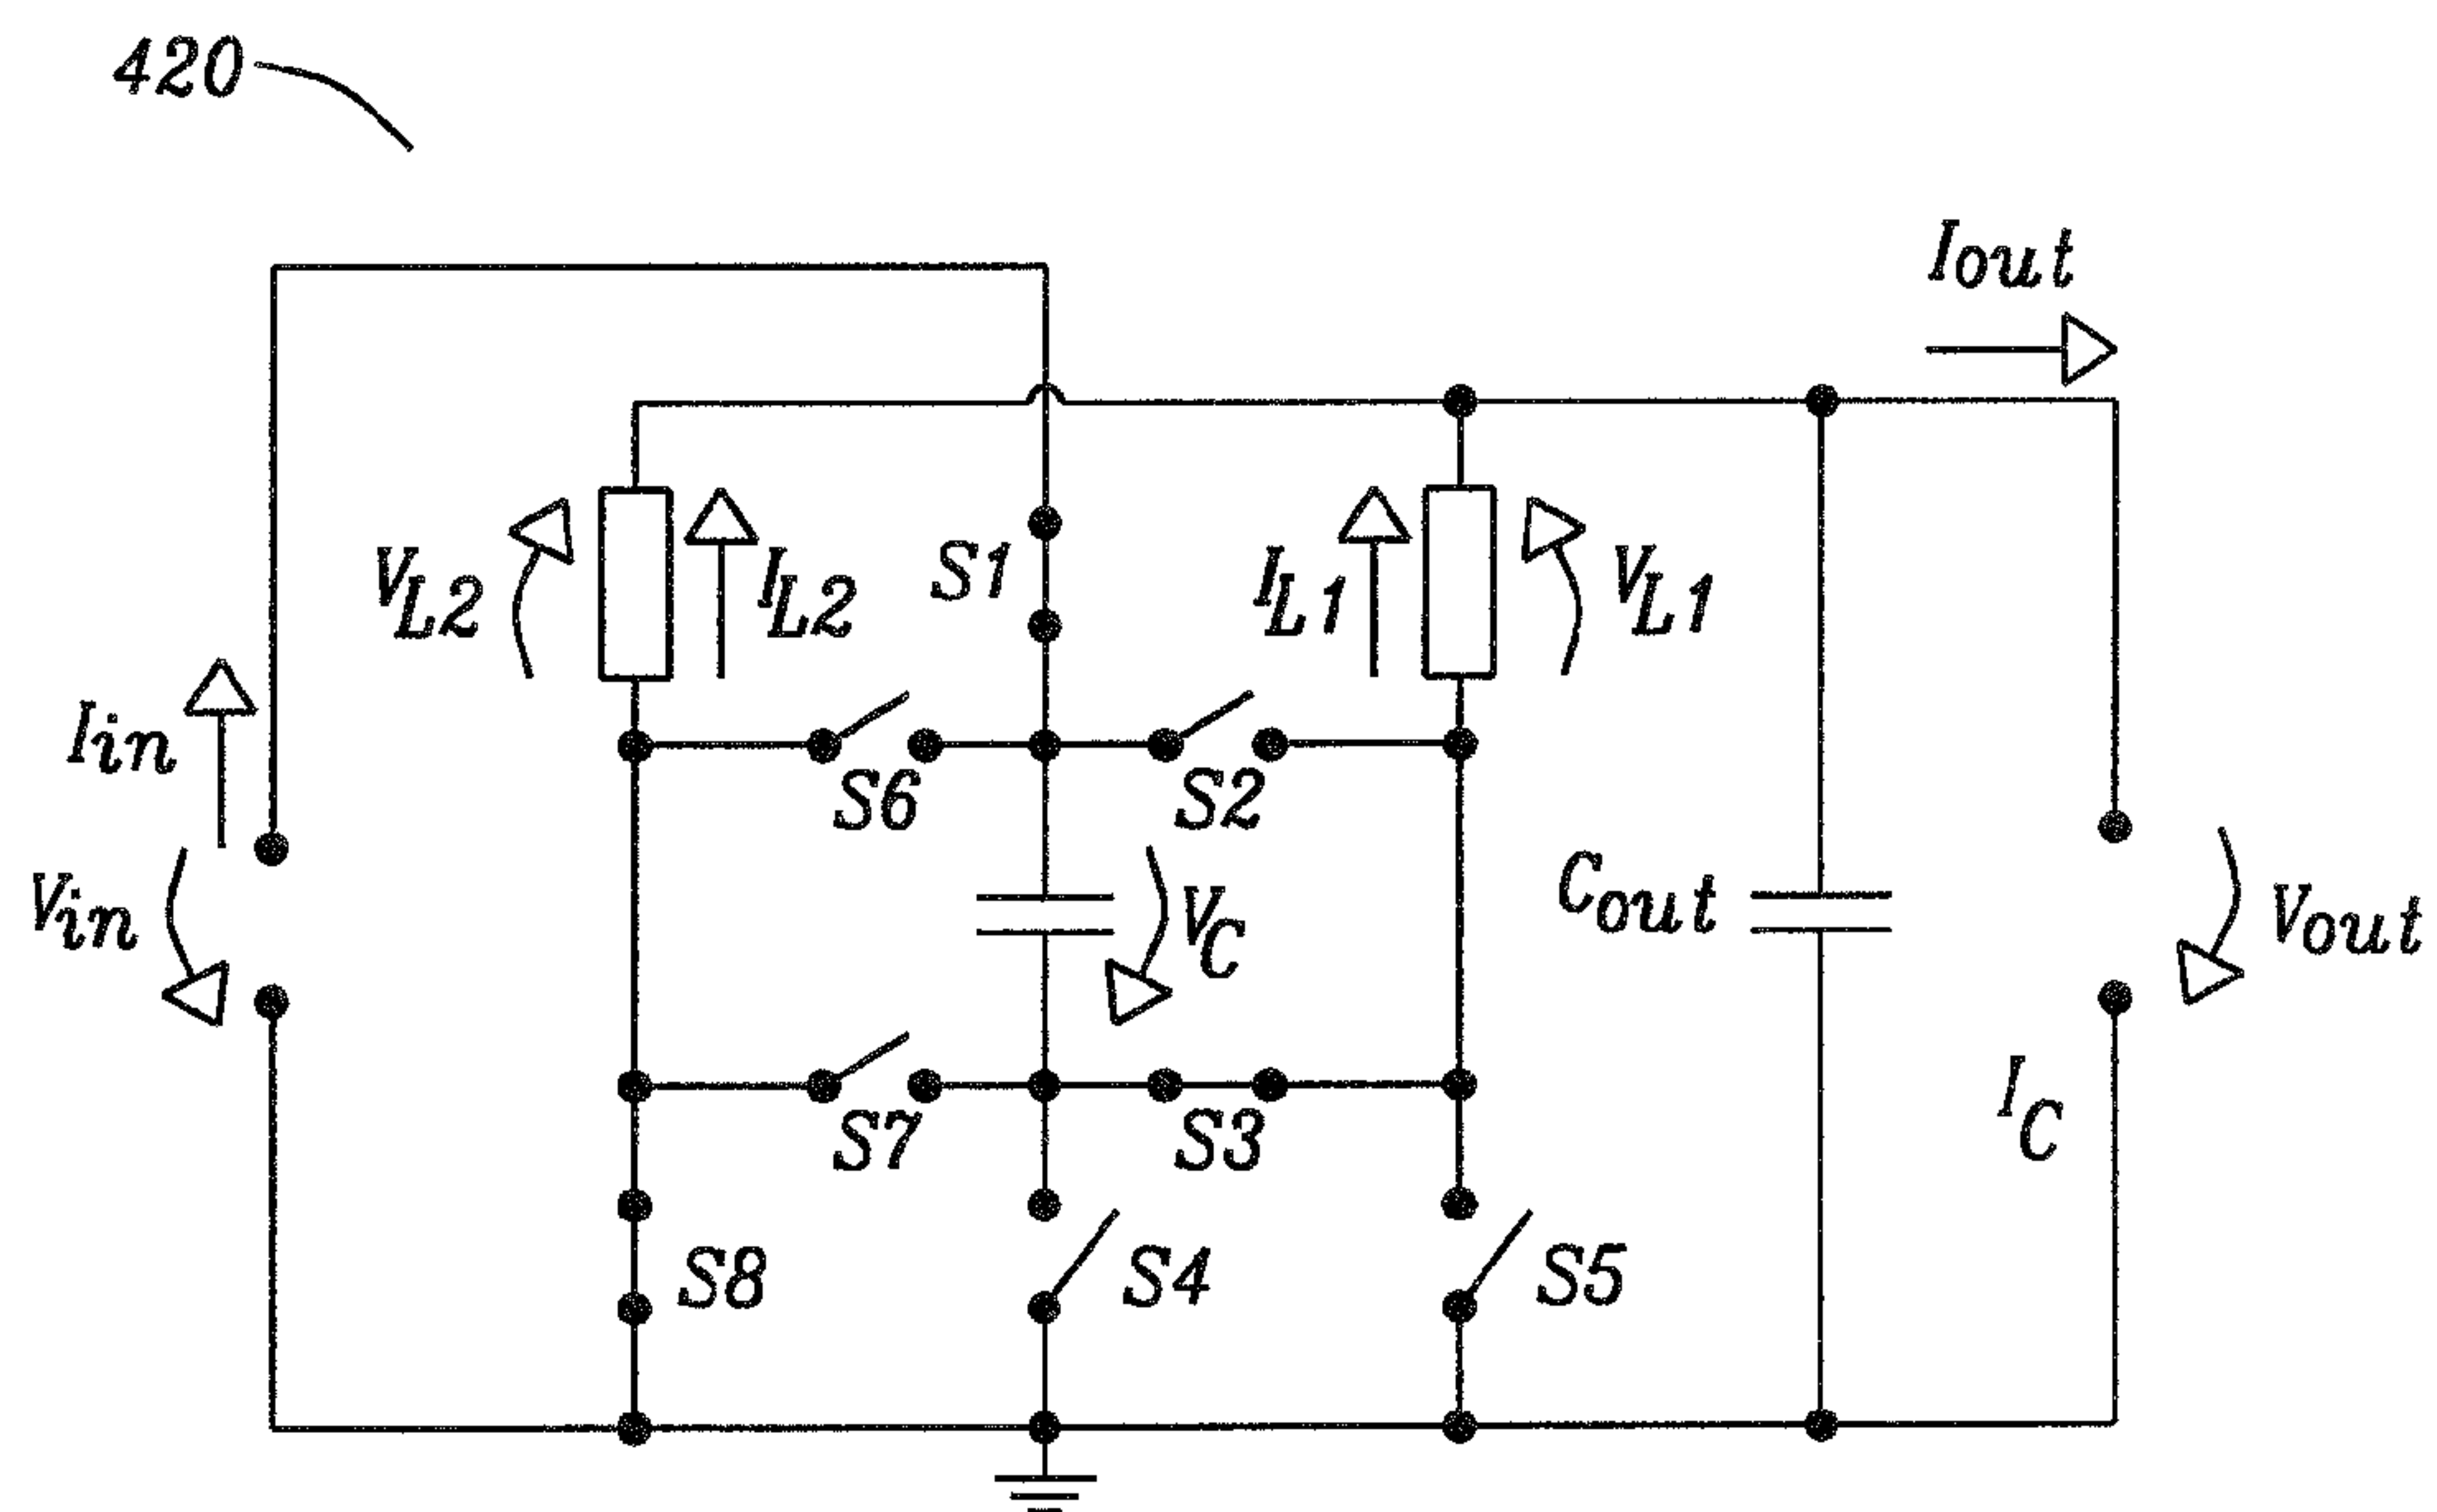 420
Iout
VL2
IL2
S1
IL1
VL1
Iin
S6
S2
Vin
VC
Cout
Vout
S7
S3
IC
S8
S4
S5